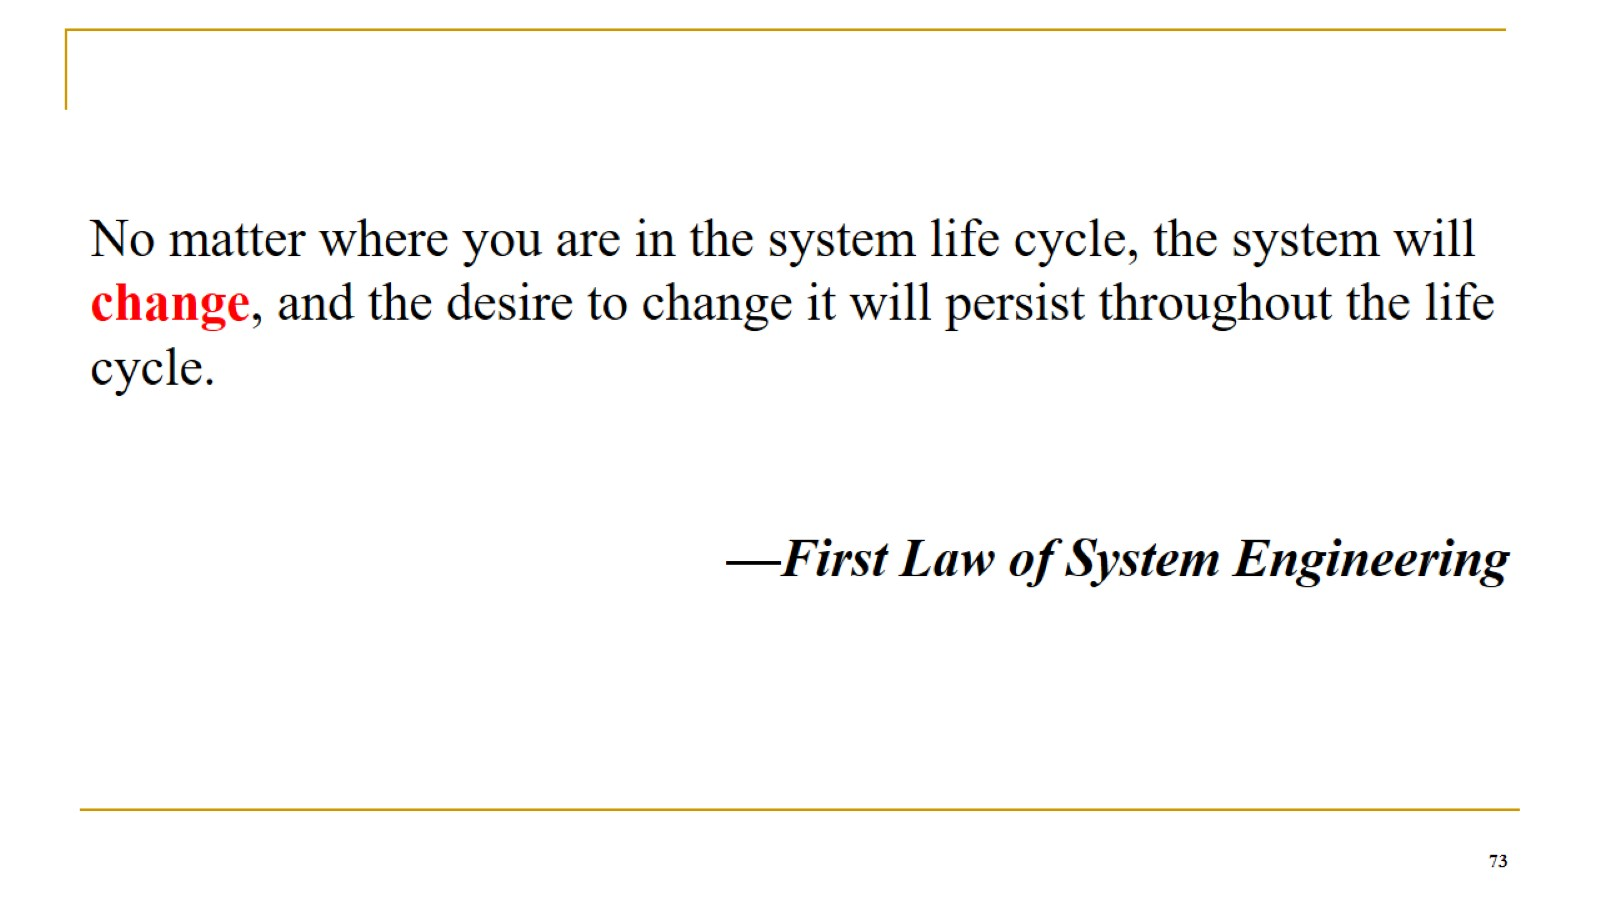 No matter where you are in the system life cycle, the system will
change, and the desire to change it will persist throughout the life
cycle.
—First Law of System Engineering
73